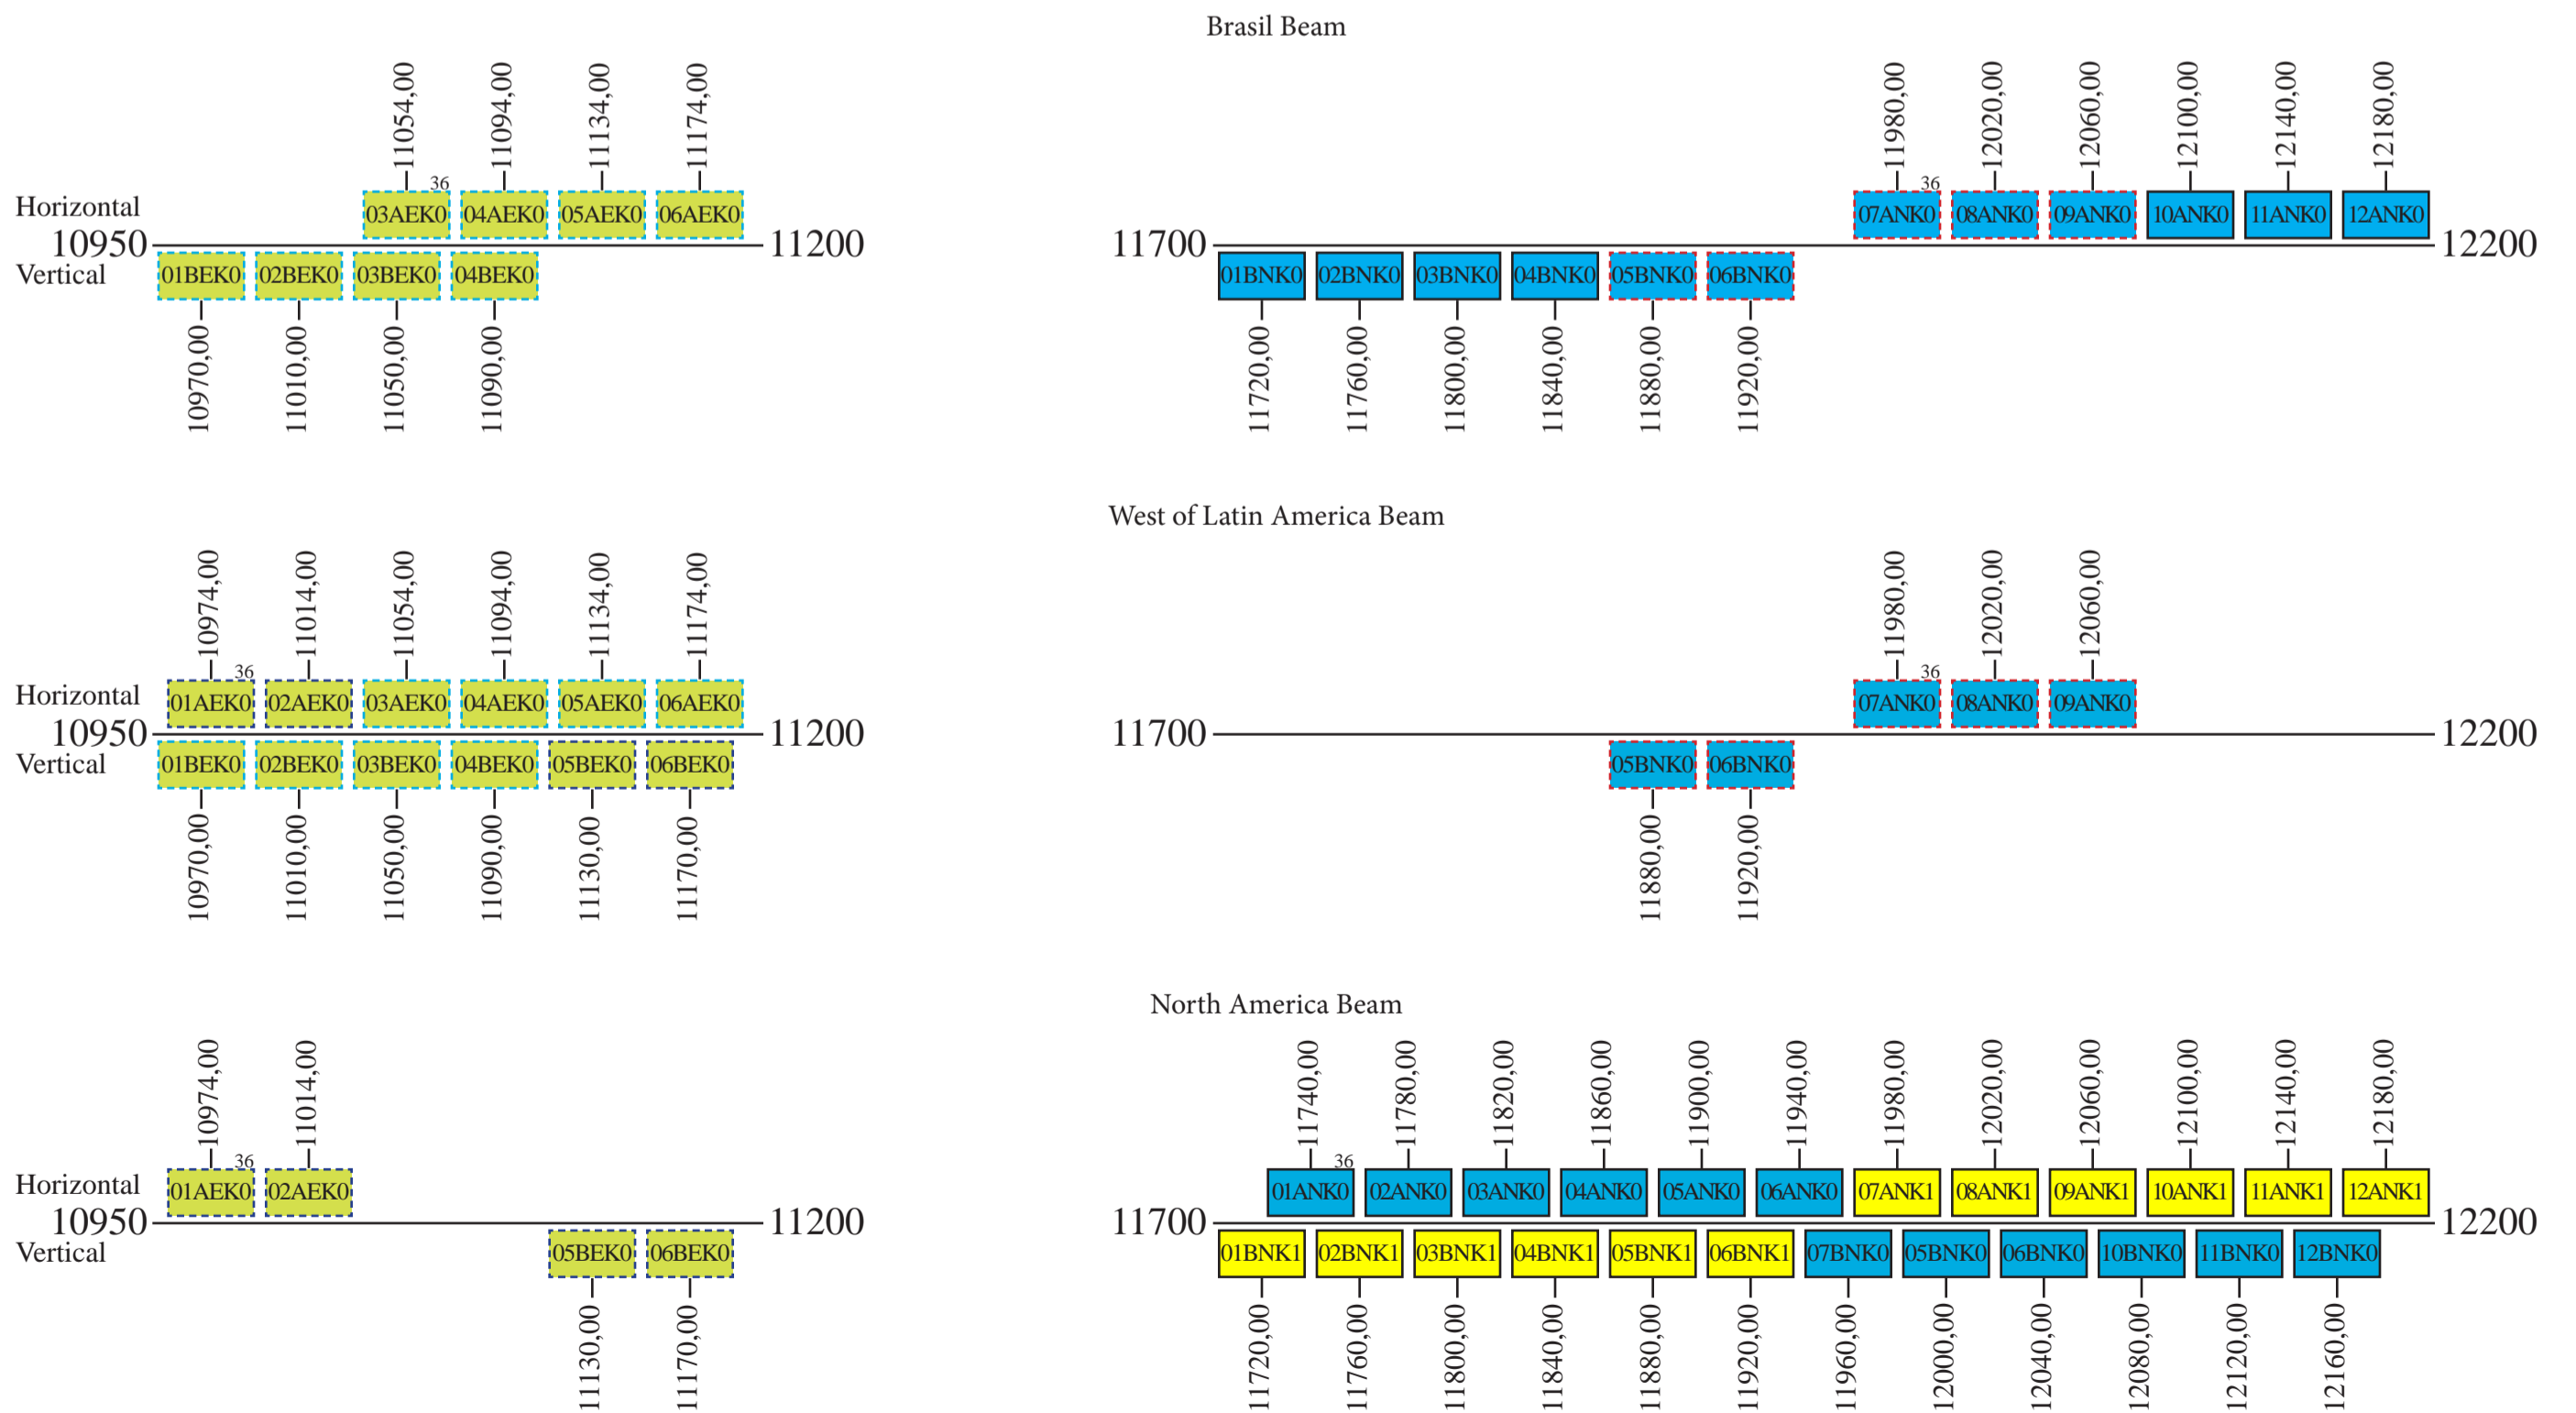 Brasil Beam
11054,00 11094,00 11134,00 11174,00
36
Horizontal 03AEK0 04AEK0 05AEK0 06AEK0
10950 11200
Vertical 01BEK0 02BEK0 03BEK0 04BEK0
10970,00 11010,00 11050,00 11090,00
11980,00 12020,00 12060,00 12100,00 12140,00 12180,00
36
07ANK0 08ANK0 09ANK0 10ANK0 11ANK0 12ANK0
11700 12200
01BNK0 02BNK0 03BNK0 04BNK0 05BNK0 06BNK0
11720,00 11760,00 11800,00 11840,00 11880,00 11920,00
West of Latin America Beam
10974,00 11014,00 11054,00 11094,00 11134,00 11174,00
36
Horizontal 01AEK0 02AEK0 03AEK0 04AEK0 05AEK0 06AEK0
10950 11200
Vertical 01BEK0 02BEK0 03BEK0 04BEK0 05BEK0 06BEK0
10970,00 11010,00 11050,00 11090,00 11130,00 11170,00
11980,00 12020,00 12060,00
36
07ANK0 08ANK0 09ANK0
11700 12200
05BNK0 06BNK0
11880,00 11920,00
North America Beam
10974,00 11014,00
36
Horizontal 01AEK0 02AEK0
10950 11200
Vertical 05BEK0 06BEK0
11130,00 11170,00
11740,00 11780,00 11820,00 11860,00 11900,00 11940,00 11980,00 12020,00 12060,00 12100,00 12140,00 12180,00
36
01ANK0 02ANK0 03ANK0 04ANK0 05ANK0 06ANK0 07ANK1 08ANK1 09ANK1 10ANK1 11ANK1 12ANK1
11700 12200
01BNK1 02BNK1 03BNK1 04BNK1 05BNK1 06BNK1 07BNK0 05BNK0 06BNK0 10BNK0 11BNK0 12BNK0
11720,00 11760,00 11800,00 11840,00 11880,00 11920,00 11960,00 12000,00 12040,00 12080,00 12120,00 12160,00